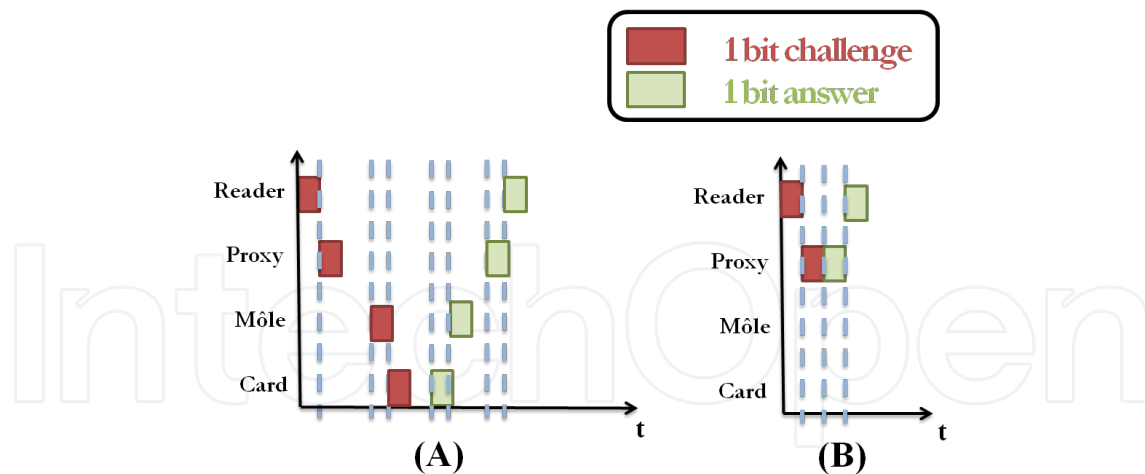 1 bit challenge
1 bit answer
Reader
Proxy
Môle
Card
t
(A)
Reader
Proxy
Môle
Card
t
(B)
IntechOpen